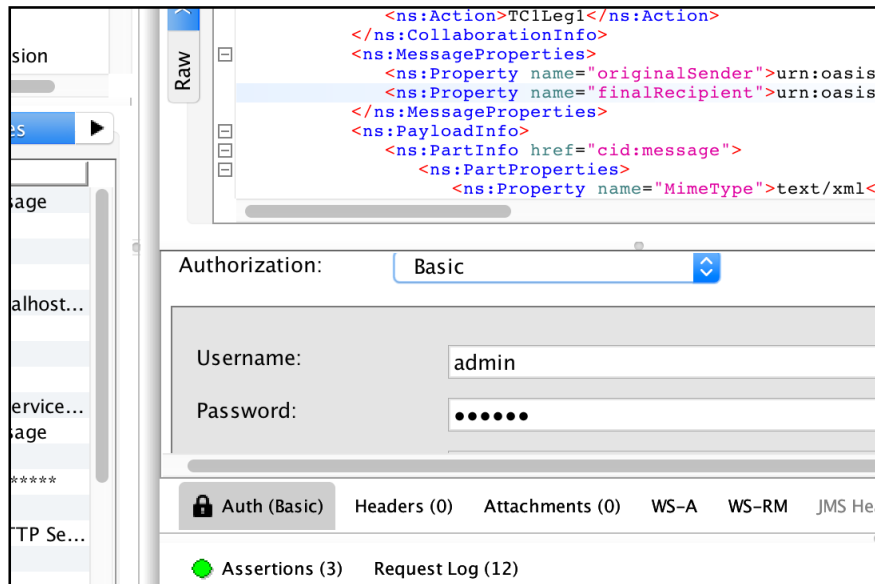 <ns:Action>TC1Leg1</ns:Action>
</ns:CollaborationInfo>
<ns:MessageProperties>
<ns:Property name="originalSender">urn:oasis
<ns:Property name="finalRecipient">urn:oasis
</ns:MessageProperties>
<ns:PayloadInfo>
<ns:PartInfo href="cid:message">
<ns:PartProperties>
<ns:Property name="MimeType">text/xml<
Raw
sion
es
sage
alhost...
ervice...
sage
*****
TTP Se...
Authorization: Basic
Username: admin
Password: ••••••
Auth (Basic) Headers (0) Attachments (0) WS-A WS-RM JMS He
Assertions (3) Request Log (12)